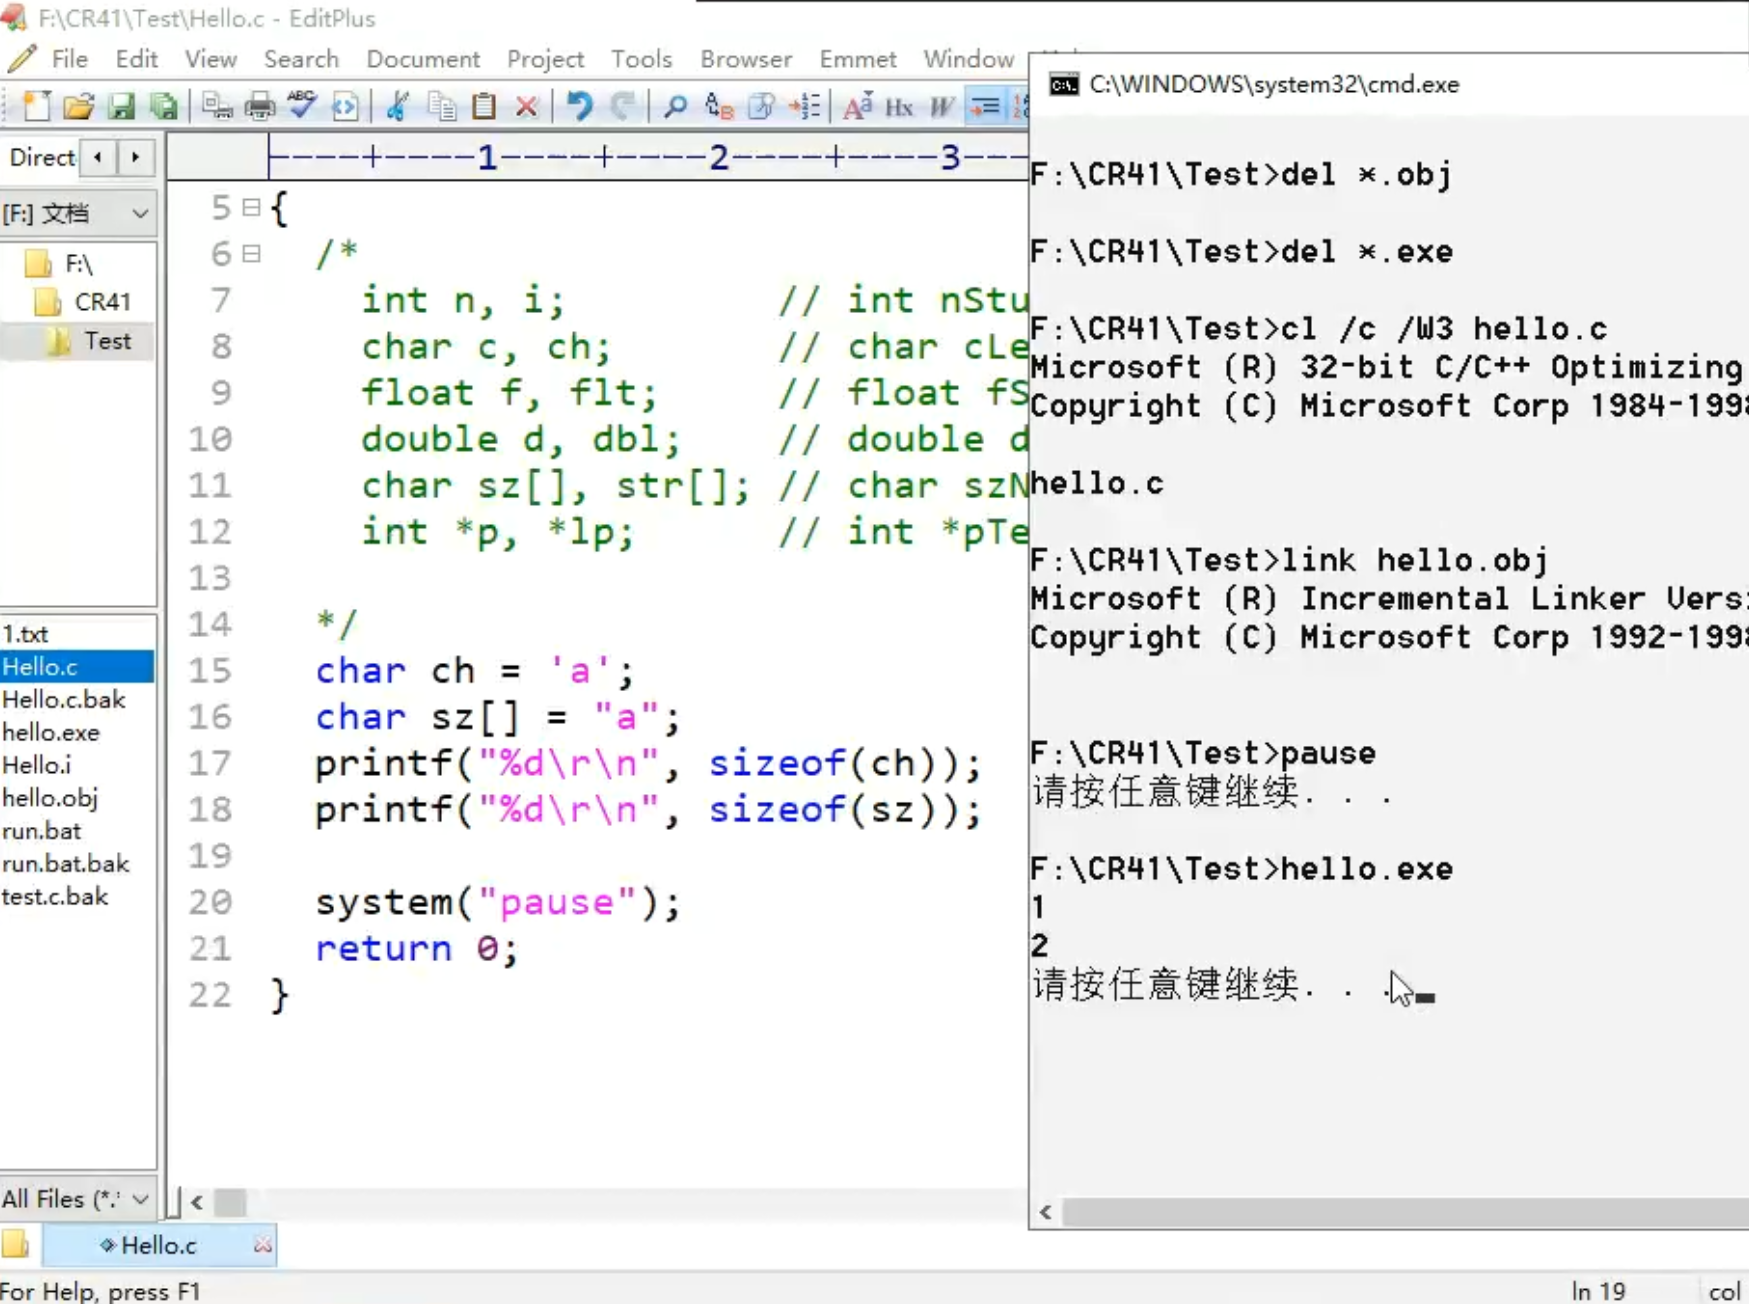 F:\CR41\Test\Hello.c - EditPlus
File Edit View Search Document Project Tools Browser Emmet Window
Direct
[F:] 文档
F:\
CR41
Test
1.txt
Hello.c
Hello.c.bak
hello.exe
Hello.i
hello.obj
run.bat
run.bat.bak
test.c.bak
All Files (*.*
----+----1----+----2----+----3---
5 {
6 /*
7 int n, i; // int nStu
8 char c, ch; // char cLe
9 float f, flt; // float fS
10 double d, dbl; // double d
11 char sz[], str[]; // char szN
12 int *p, *lp; // int *pTe
13
14 */
15 char ch = 'a';
16 char sz[] = "a";
17 printf("%d\r\n", sizeof(ch));
18 printf("%d\r\n", sizeof(sz));
19
20 system("pause");
21 return 0;
22 }
C:\WINDOWS\system32\cmd.exe
F:\CR41\Test>del *.obj
F:\CR41\Test>del *.exe
F:\CR41\Test>cl /c /W3 hello.c
Microsoft (R) 32-bit C/C++ Optimizing
Copyright (C) Microsoft Corp 1984-1998
hello.c
F:\CR41\Test>link hello.obj
Microsoft (R) Incremental Linker Versi
Copyright (C) Microsoft Corp 1992-1998
F:\CR41\Test>pause
请按任意键继续. . .
F:\CR41\Test>hello.exe
1
2
请按任意键继续. . .
Hello.c
For Help, press F1
ln 19
col